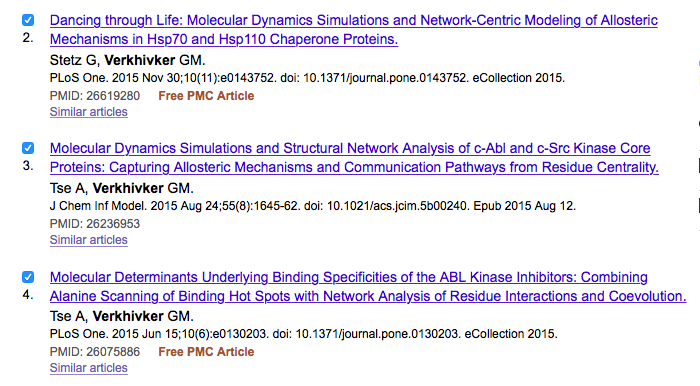 Dancing through Life: Molecular Dynamics Simulations and Network-Centric Modeling of Allosteric
2. Mechanisms in Hsp70 and Hsp110 Chaperone Proteins.
Stetz G, Verkhivker GM.
PLoS One. 2015 Nov 30;10(11):e0143752. doi: 10.1371/journal.pone.0143752. eCollection 2015.
PMID: 26619280 Free PMC Article
Similar articles
Molecular Dynamics Simulations and Structural Network Analysis of c-Abl and c-Src Kinase Core
3. Proteins: Capturing Allosteric Mechanisms and Communication Pathways from Residue Centrality.
Tse A, Verkhivker GM.
J Chem Inf Model. 2015 Aug 24;55(8):1645-62. doi: 10.1021/acs.jcim.5b00240. Epub 2015 Aug 12.
PMID: 26236953
Similar articles
Molecular Determinants Underlying Binding Specificities of the ABL Kinase Inhibitors: Combining
4. Alanine Scanning of Binding Hot Spots with Network Analysis of Residue Interactions and Coevolution.
Tse A, Verkhivker GM.
PLoS One. 2015 Jun 15;10(6):e0130203. doi: 10.1371/journal.pone.0130203. eCollection 2015.
PMID: 26075886 Free PMC Article
Similar articles